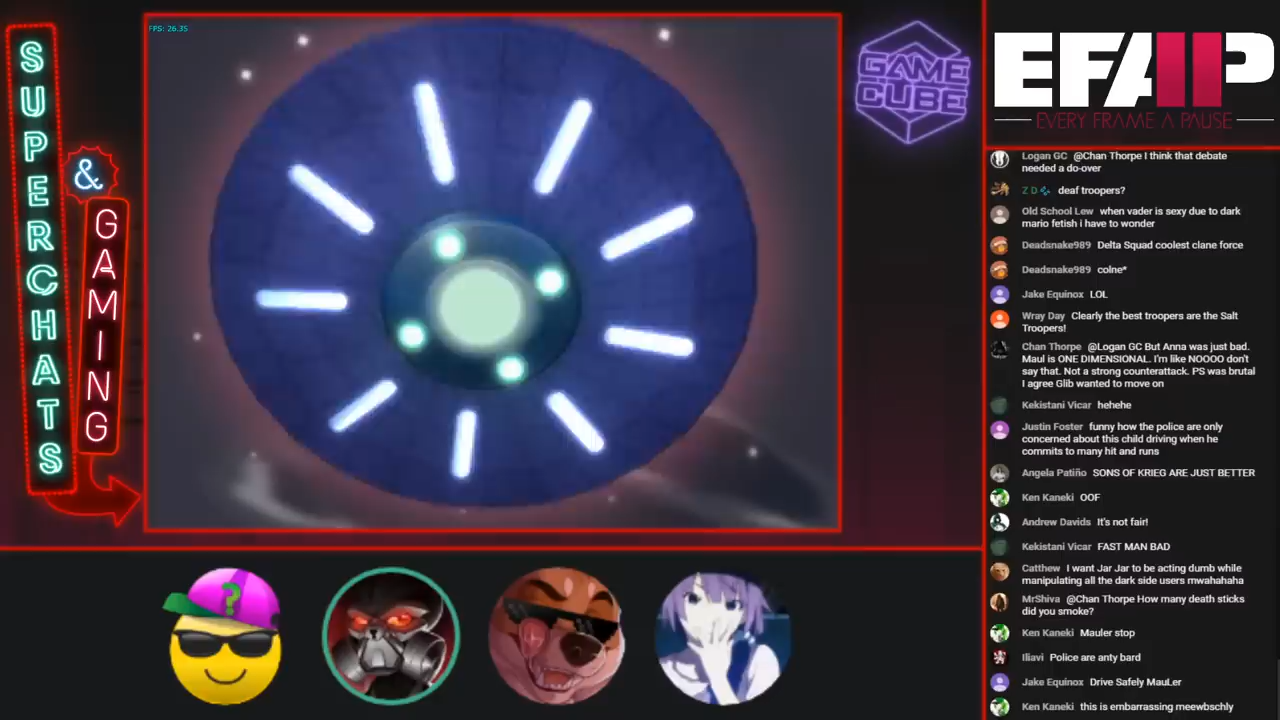 SUPERCHATS
&
GAMING
FPS: 26.35
GAME
CUBE
EFAP
EVERY FRAME A PAUSE
Logan GC @Chan Thorpe I think that debate
needed a do-over
Z D deaf troopers?
Old School Lew when vader is sexy due to dark
mario fetish i have to wonder
Deadsnake989 Delta Squad coolest clane force
Deadsnake989 colne*
Jake Equinox LOL
Wray Day Clearly the best troopers are the Salt
Troopers!
Chan Thorpe @Logan GC But Anna was just bad.
Maul is ONE DIMENSIONAL. I'm like NOOOO don't
say that. Not a strong counterattack. PS was brutal
I agree Glib wanted to move on
Kekistani Vicar hehehe
Justin Foster funny how the police are only
concerned about this child driving when he
commits to many hit and runs
Angela Patiño SONS OF KRIEG ARE JUST BETTER
Ken Kaneki OOF
Andrew Davids It's not fair!
Kekistani Vicar FAST MAN BAD
Catthew I want Jar Jar to be acting dumb while
manipulating all the dark side users mwahahaha
MrShiva @Chan Thorpe How many death sticks
did you smoke?
Ken Kaneki Mauler stop
Iliavi Police are anty bard
Jake Equinox Drive Safely MauLer
Ken Kaneki this is embarrassing meewbschly
?